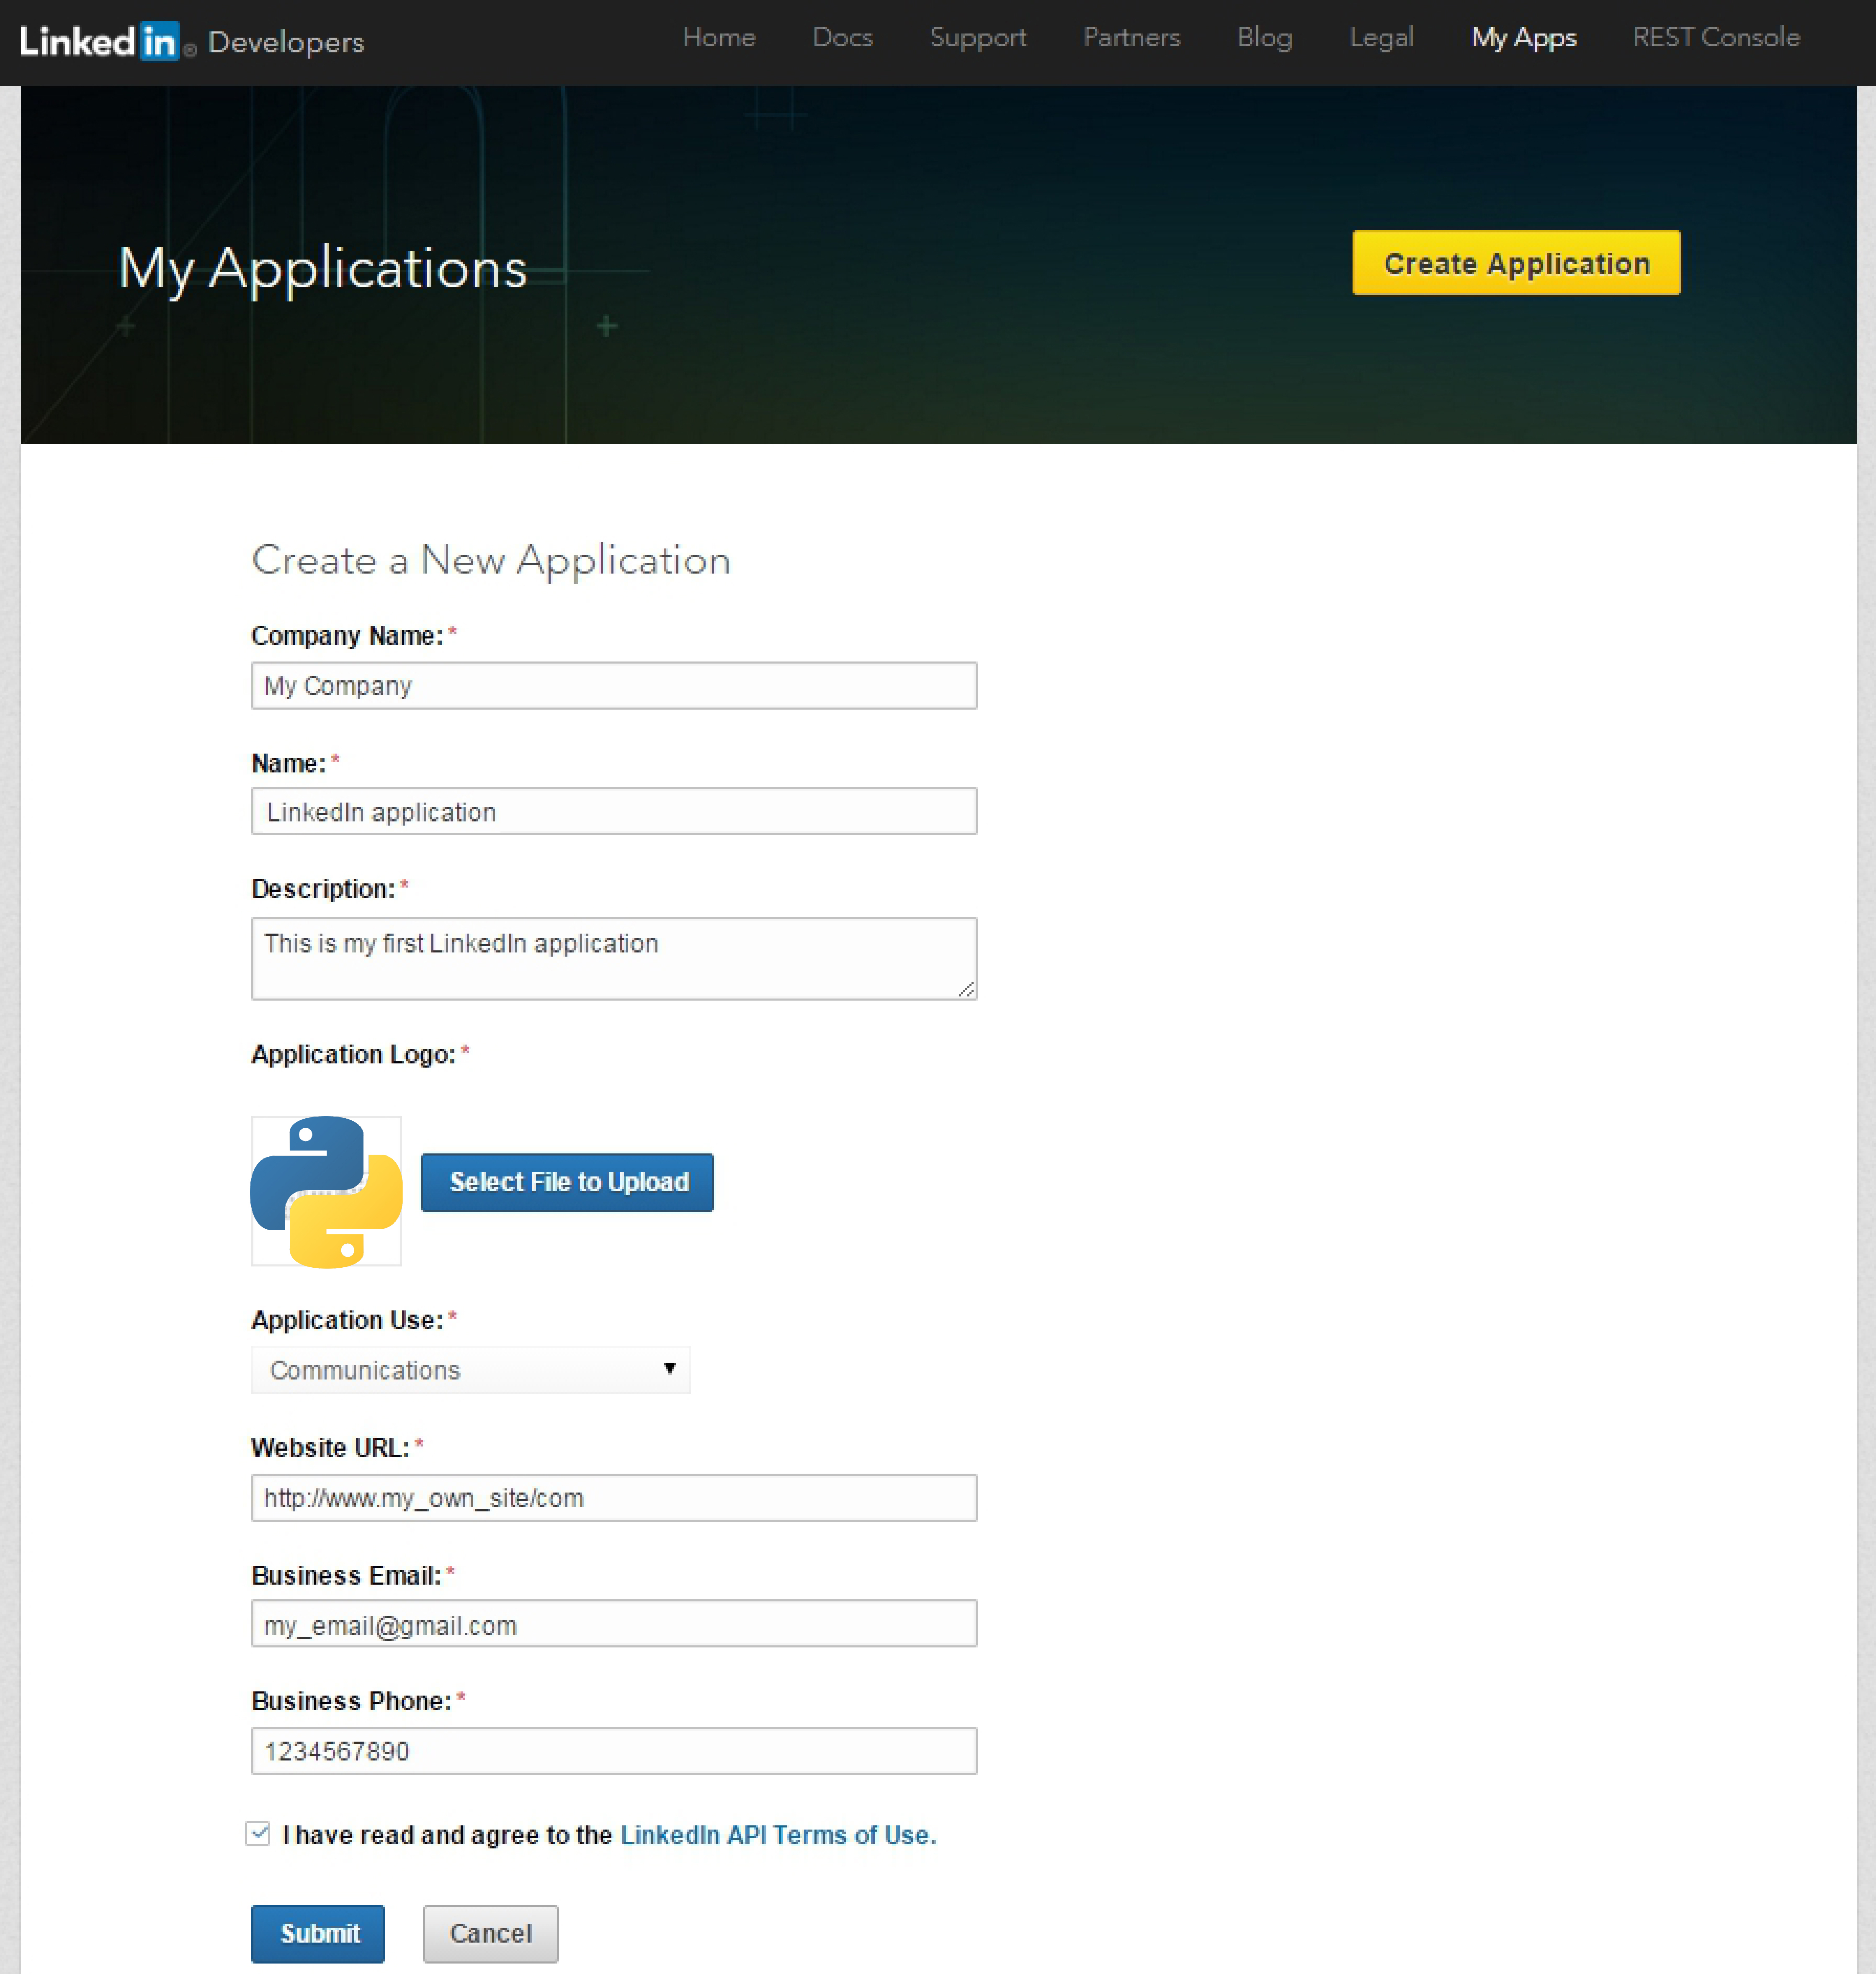 Linked in ® Developers Home Docs Support Partners Blog Legal My Apps REST Console
My Applications
Create Application
Create a New Application
Company Name: *
My Company
Name: *
LinkedIn application
Description: *
This is my first LinkedIn application
Application Logo: *
Select File to Upload
Application Use: *
Communications
Website URL: *
http://www.my_own_site/com
Business Email: *
my_email@gmail.com
Business Phone: *
1234567890
I have read and agree to the LinkedIn API Terms of Use.
Submit Cancel